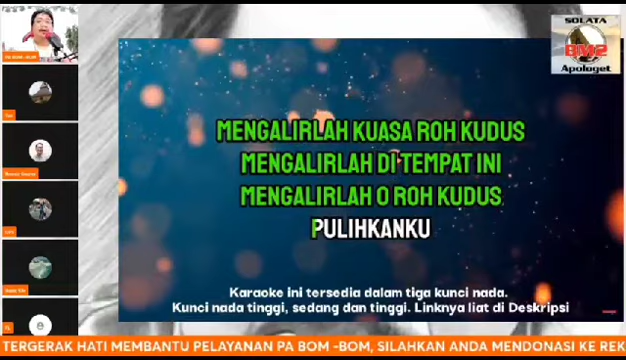 SOLATA
BM2
Apologet
MENGALIRLAH KUASA ROH KUDUS
MENGALIRLAH DI TEMPAT INI
MENGALIRLAH O ROH KUDUS
PULIHKANKU
Karaoke ini tersedia dalam tiga kunci nada.
Kunci nada tinggi, sedang dan tinggi. Linknya liat di Deskripsi
TERGERAK HATI MEMBANTU PELAYANAN PA BOM -BOM, SILAHKAN ANDA MENDONASI KE REK